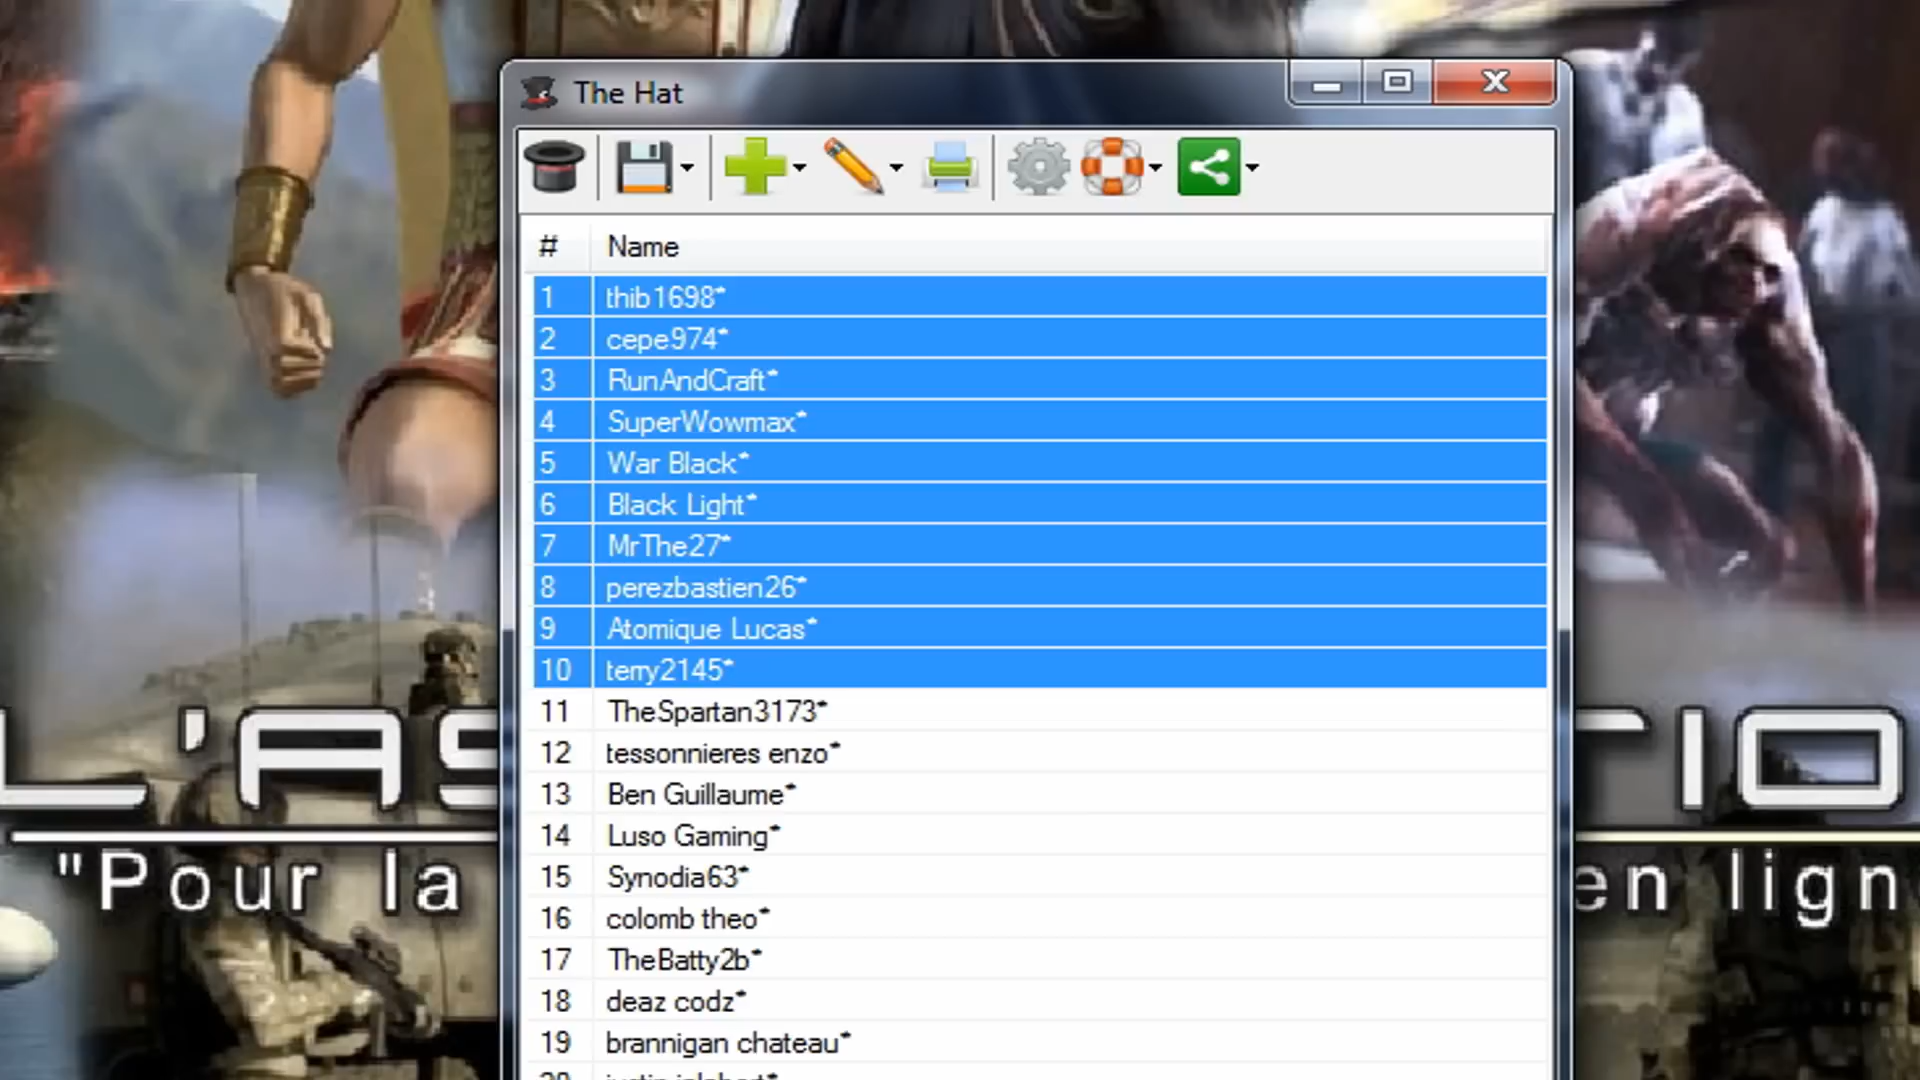 The Hat
# Name
1 thib1698*
2 cepe974*
3 RunAndCraft*
4 SuperWowmax*
5 War Black*
6 Black Light*
7 MrThe27*
8 perezbastien26*
9 Atomique Lucas*
10 terry2145*
11 TheSpartan3173*
12 tessonnieres enzo*
13 Ben Guillaume*
14 Luso Gaming*
15 Synodia63*
16 colomb theo*
17 TheBatty2b*
18 deaz codz*
19 brannigan chateau*
L'AS TIO
"Pour la en lign